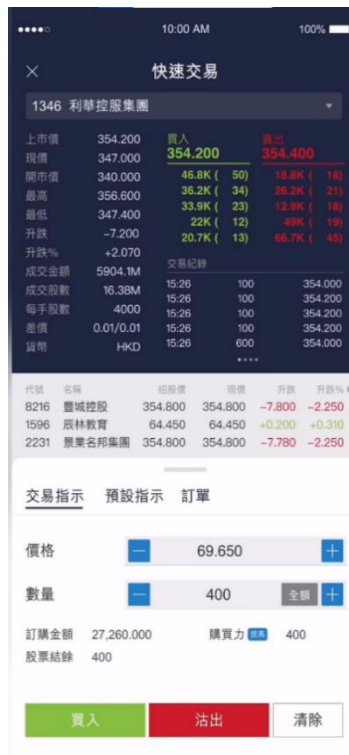 10:00 AM 100%
快速交易
1346 利華控股集團
上市價 354.200
現價 347.000
開市價 340.000
最高 356.600
最低 347.400
升跌 -7.200
升跌% +2.070
成交金額 5904.1M
成交股數 16.38M
每手股數 4000
差價 0.01/0.01
貨幣 HKD
買入 賣出
354.200 354.400
46.8K ( 50) 18.8K ( 18)
36.2K ( 34) 26.2K ( 21)
33.9K ( 23) 12.9K ( 18)
22K ( 12) 49K ( 19)
20.7K ( 13) 66.7K ( 45)
交易紀錄
15:26 100 354.000
15:26 100 354.200
15:26 100 354.200
15:26 100 354.200
15:26 600 354.000
代號 名稱 招股價 現價 升跌 升跌%
8216 豐城控股 354.800 354.800 -7.800 -2.250
1596 辰林教育 64.450 64.450 +0.200 +0.310
2231 景業名邦集團 354.800 354.800 -7.780 -2.250
交易指示 預設指示 訂單
價格 69.650
數量 400 全額
訂購金額 27,260.000 購買力 400
股票結餘 400
買入 沽出 清除